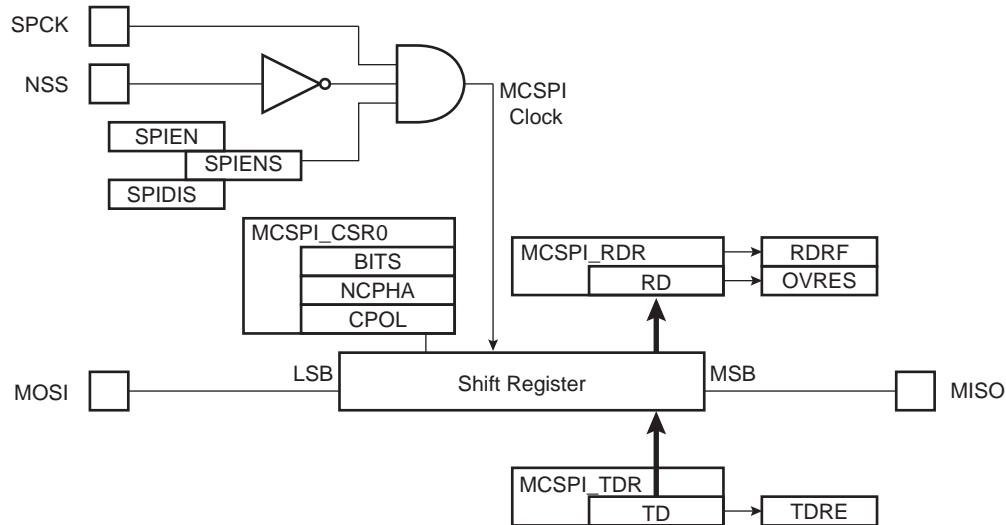 SPCK
NSS
MCSPI
Clock
SPIEN
SPIENS
SPIDIS
MCSPI_CSR0
BITS
NCPHA
CPOL
MCSPI_RDR
RD
RDRF
OVRES
MOSI
LSB
Shift Register
MSB
MISO
MCSPI_TDR
TD
TDRE